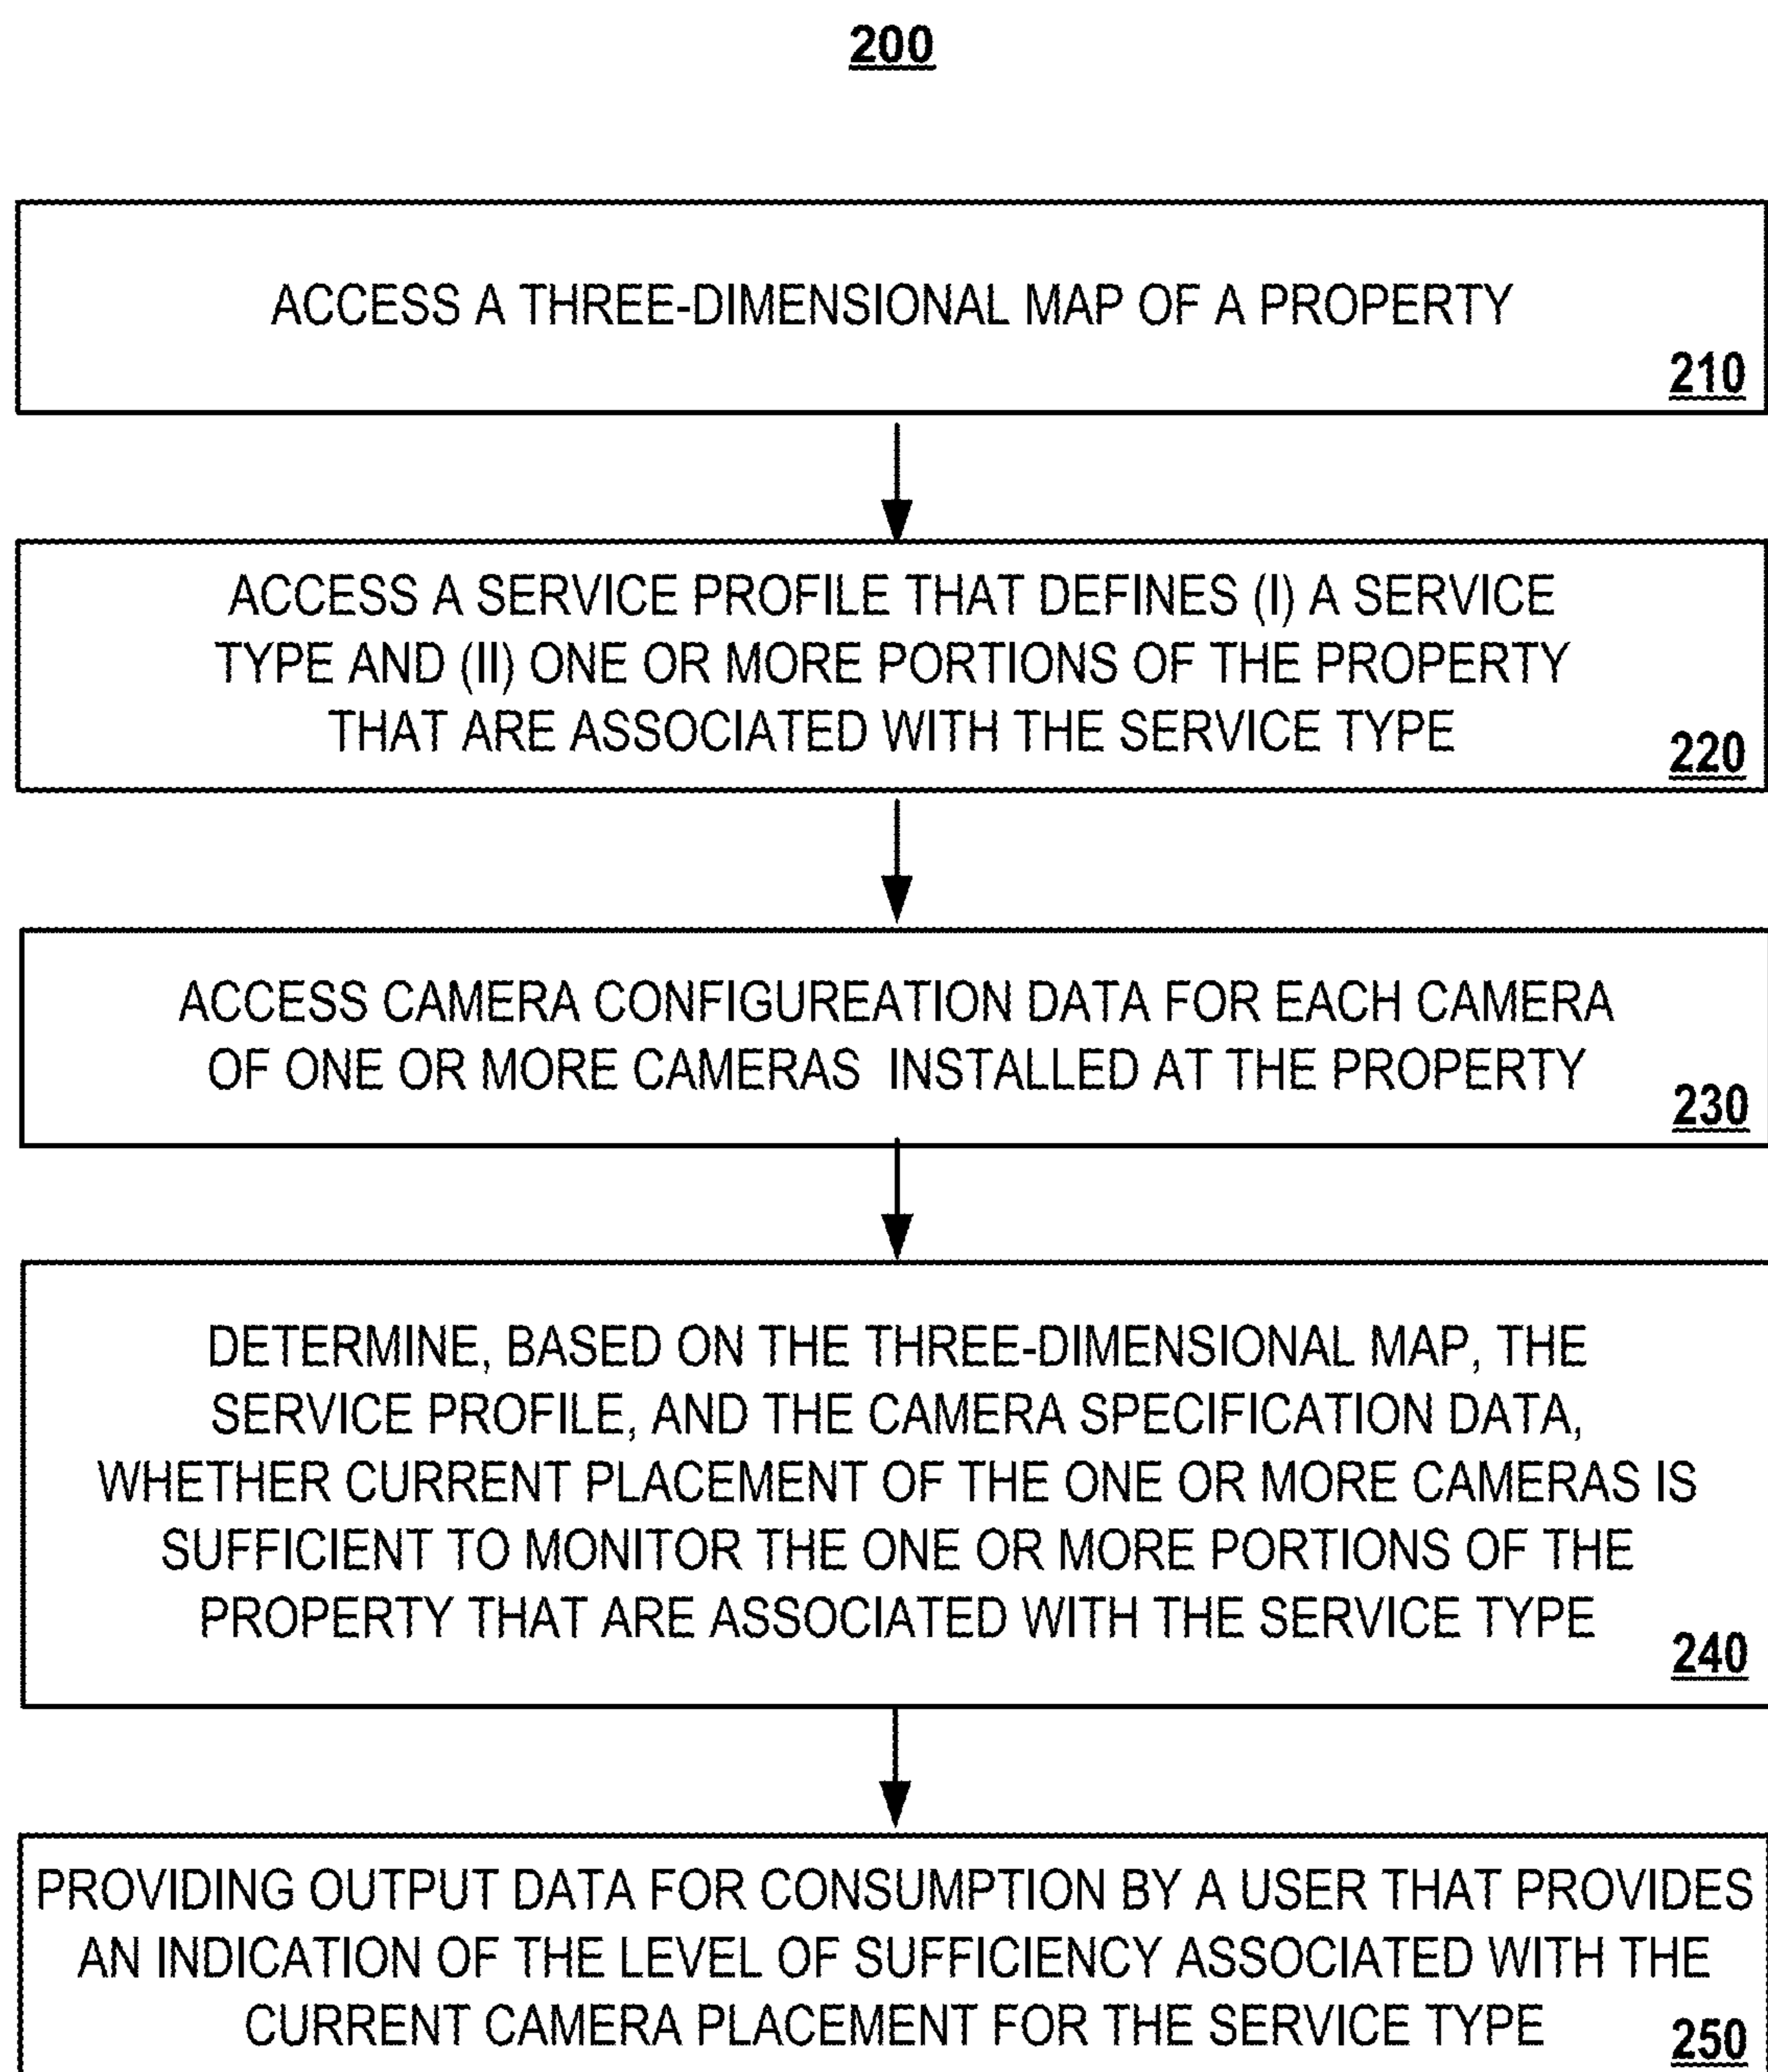 200
ACCESS A THREE-DIMENSIONAL MAP OF A PROPERTY
210
ACCESS A SERVICE PROFILE THAT DEFINES (I) A SERVICE
TYPE AND (II) ONE OR MORE PORTIONS OF THE PROPERTY
THAT ARE ASSOCIATED WITH THE SERVICE TYPE
220
ACCESS CAMERA CONFIGUREATION DATA FOR EACH CAMERA
OF ONE OR MORE CAMERAS INSTALLED AT THE PROPERTY
230
DETERMINE, BASED ON THE THREE-DIMENSIONAL MAP, THE
SERVICE PROFILE, AND THE CAMERA SPECIFICATION DATA,
WHETHER CURRENT PLACEMENT OF THE ONE OR MORE CAMERAS IS
SUFFICIENT TO MONITOR THE ONE OR MORE PORTIONS OF THE
PROPERTY THAT ARE ASSOCIATED WITH THE SERVICE TYPE
240
PROVIDING OUTPUT DATA FOR CONSUMPTION BY A USER THAT PROVIDES
AN INDICATION OF THE LEVEL OF SUFFICIENCY ASSOCIATED WITH THE
CURRENT CAMERA PLACEMENT FOR THE SERVICE TYPE
250